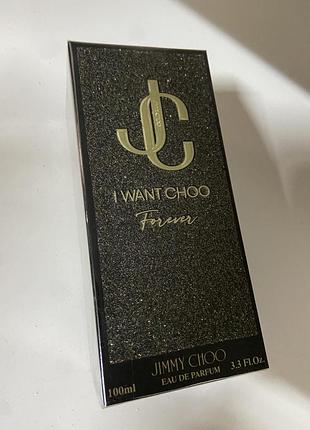 JC
I WANT CHOO
Forever
JIMMY CHOO
EAU DE PARFUM
100ml 3.3 Fl.Oz.